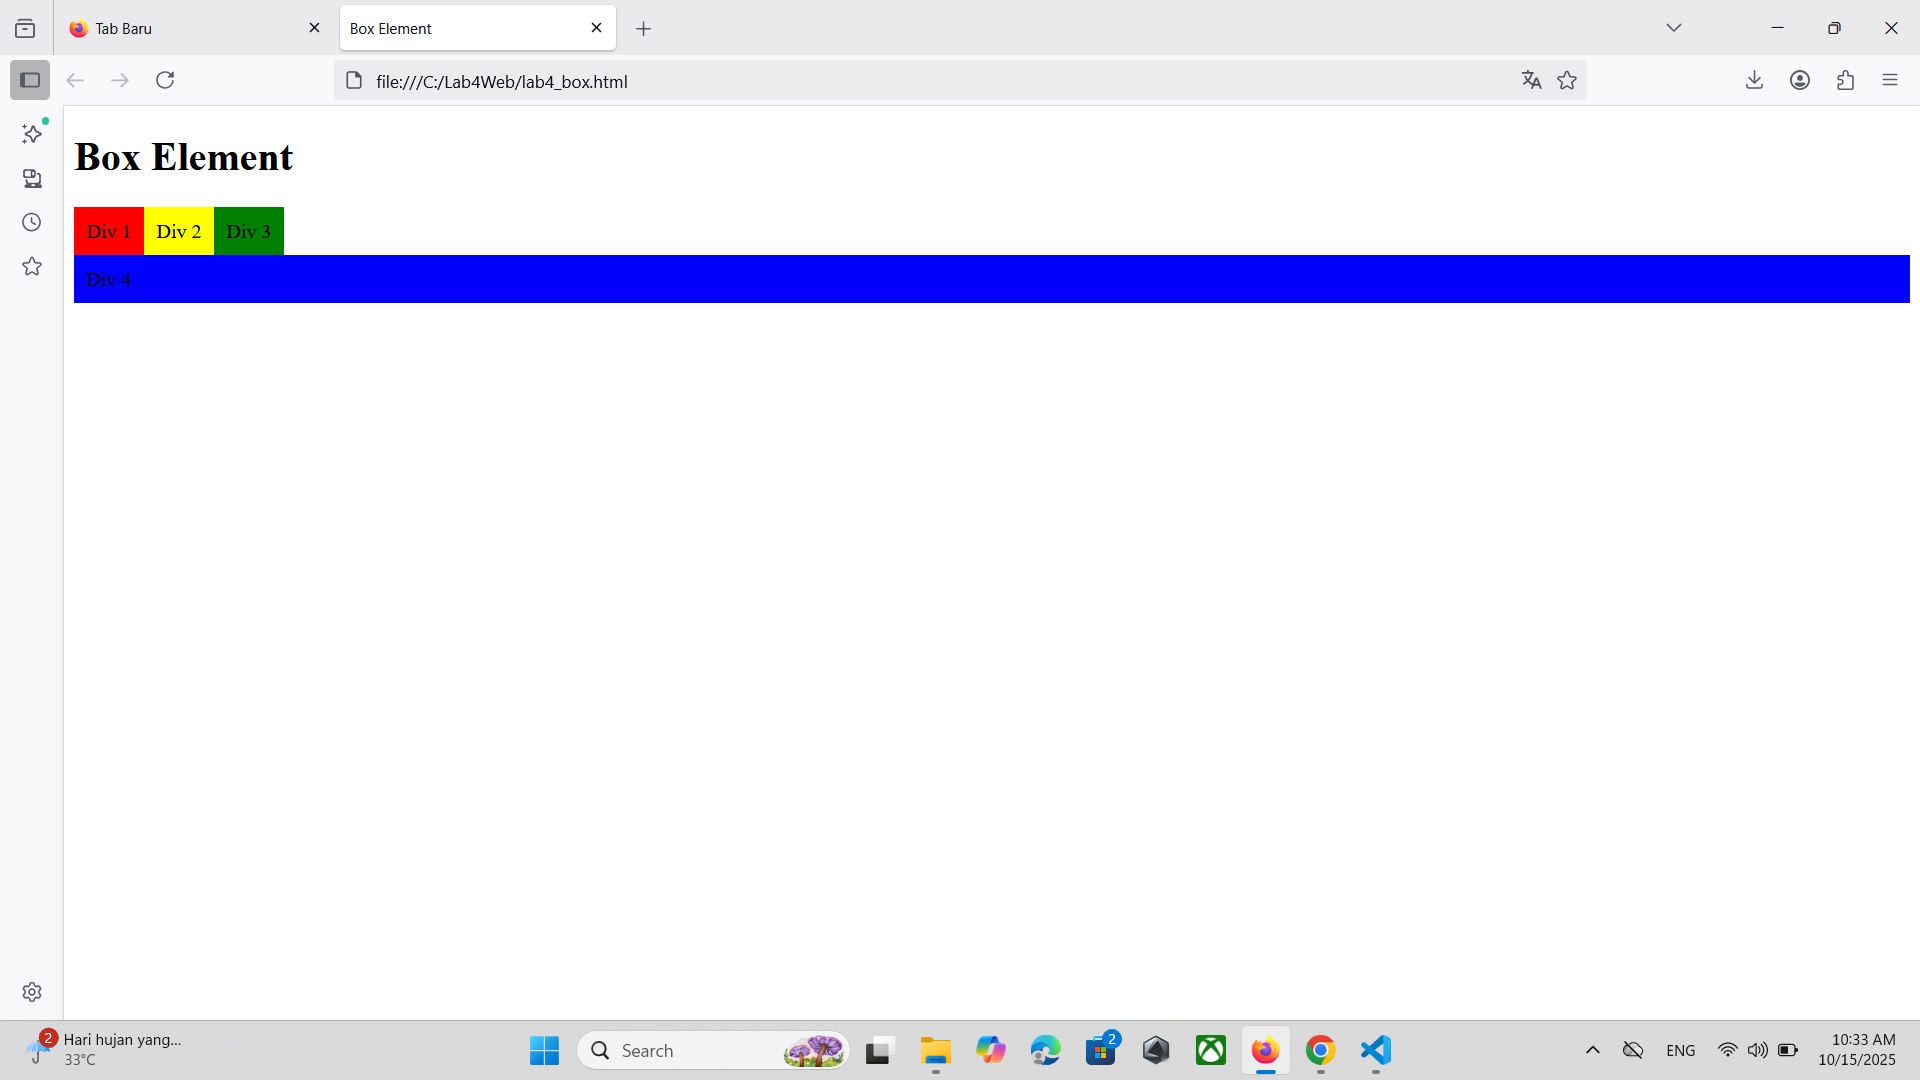 Tab Baru
Box Element
file:///C:/Lab4Web/lab4_box.html
Box Element
Div 1 Div 2 Div 3
Div 4
2
Hari hujan yang...
33°C
Search
2
ENG
10:33 AM
10/15/2025